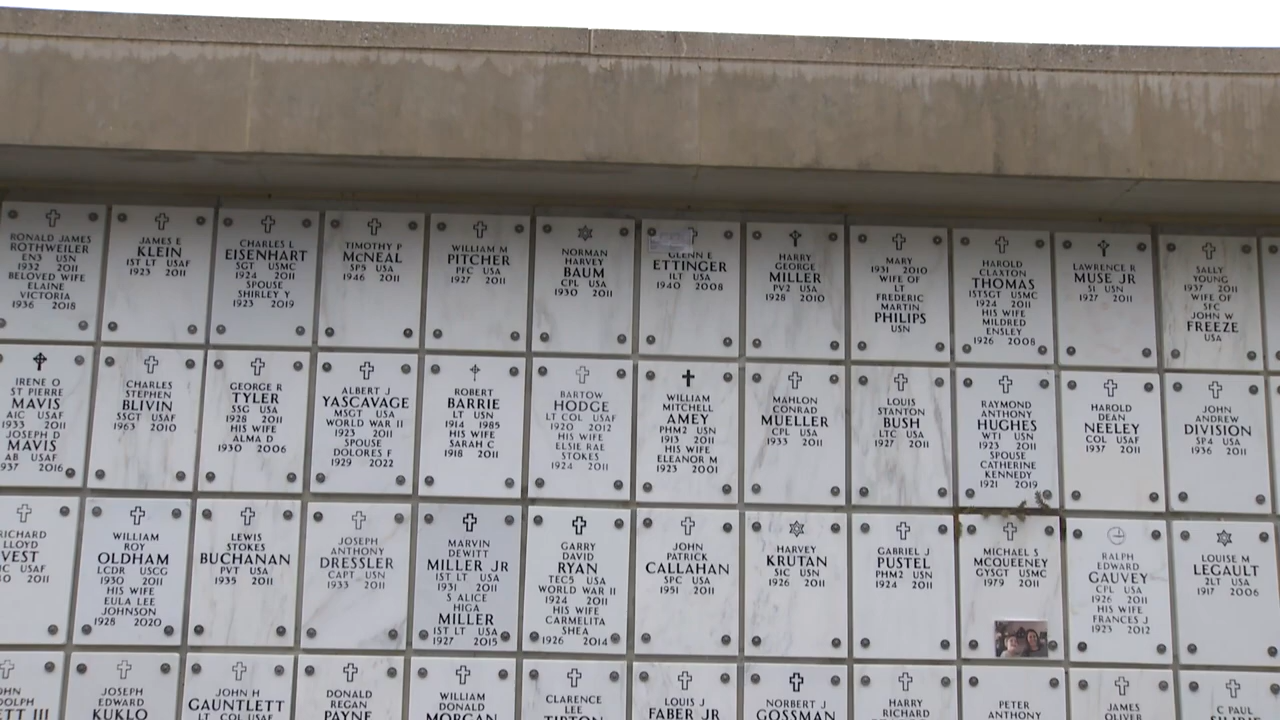 RONALD JAMES
ROTHWEILER
EN3 USN
1932 2011
BELOVED WIFE
ELAINE
VICTORIA
1936 2018
JAMES E
KLEIN
1ST LT USAF
1923 2011
CHARLES L
EISENHART
SGT USMC
1924 2011
SPOUSE
SHIRLEY Y
1923 2019
TIMOTHY P
MCNEAL
SP5 USA
1946 2011
WILLIAM M
PITCHER
PFC USA
1927 2011
NORMAN
HARVEY
BAUM
CPL USA
1930 2011
GLENN E
ETTINGER
1LT USA
1940 2008
HARRY
GEORGE
MILLER
PV2 USA
1928 2010
MARY
1931 2010
WIFE OF
LT
FREDERIC
MARTIN
PHILIPS
USN
HAROLD
CLAXTON
THOMAS
1STSGT USMC
1924 2011
HIS WIFE
MILDRED
ENSLEY
1926 2008
LAWRENCE R
MUSE JR
S1 USN
1927 2011
SALLY
YOUNG
1937 2011
WIFE OF
SFC
JOHN W
FREEZE
USA
IRENE O
ST PIERRE
MAVIS
A1C USAF
1933 2011
JOSEPH D
MAVIS
AB USAF
937 2016
CHARLES
STEPHEN
BLIVIN
SSGT USAF
1963 2010
GEORGE R
TYLER
SSG USA
1928 2011
HIS WIFE
ALMA D
1930 2006
ALBERT J
YASCAVAGE
MSGT USA
WORLD WAR II
1923 2011
SPOUSE
DOLORES F
1929 2022
ROBERT
BARRIE
LT USN
1914 1985
HIS WIFE
SARAH C
1918 2011
BARTOW
HODGE
LT COL USAF
1920 2012
HIS WIFE
ELSIE RAE
STOKES
1924 2011
WILLIAM
MITCHELL
AMEY
PHM2 USN
1913 2011
HIS WIFE
ELEANOR M
1923 2001
MAHLON
CONRAD
MUELLER
CPL USA
1933 2011
LOUIS
STANTON
BUSH
LTC USA
1927 2011
RAYMOND
ANTHONY
HUGHES
WT1 USN
1923 2011
SPOUSE
CATHERINE
KENNEDY
1921 2019
HAROLD
DEAN
NEELEY
COL USAF
1937 2011
JOHN
ANDREW
DIVISION
SP4 USA
1936 2011
RICHARD
LLOYD
VEST
USAF
2011
WILLIAM
ROY
OLDHAM
LCDR USCG
1930 2011
HIS WIFE
EULA LEE
JOHNSON
1928 2020
LEWIS
STOKES
BUCHANAN
PVT USA
1935 2011
JOSEPH
ANTHONY
DRESSLER
CAPT USN
1933 2011
MARVIN
DEWITT
MILLER JR
1ST LT USA
1931 2011
S ALICE
HIGA
MILLER
1ST LT USA
1927 2015
GARRY
DAVID
RYAN
TEC5 USA
WORLD WAR II
1924 2011
HIS WIFE
CARMELITA
SHEA
1926 2014
JOHN
PATRICK
CALLAHAN
SPC USA
1951 2011
HARVEY
KRUTAN
S1C USN
1926 2011
GABRIEL J
PUSTEL
PHM2 USN
1924 2011
MICHAEL S
MCQUEENEY
GYSGT USMC
1979 2011
RALPH
EDWARD
GAUVEY
CPL USA
1926 2011
HIS WIFE
FRANCES J
1923 2012
LOUISE M
LEGAULT
2LT USA
1917 2006
JOSEPH
EDWARD
KUKLO
JOHN H
GAUNTLETT
LT COL USAF
DONALD
REGAN
PAYNE
WILLIAM
DONALD
MORGAN
CLARENCE
LEE
LOUIS J
FABER JR
NORBERT J
GOSSMAN
HARRY
RICHARD
PETER
ANTHONY
JAMES
OLIVER
C PAUL